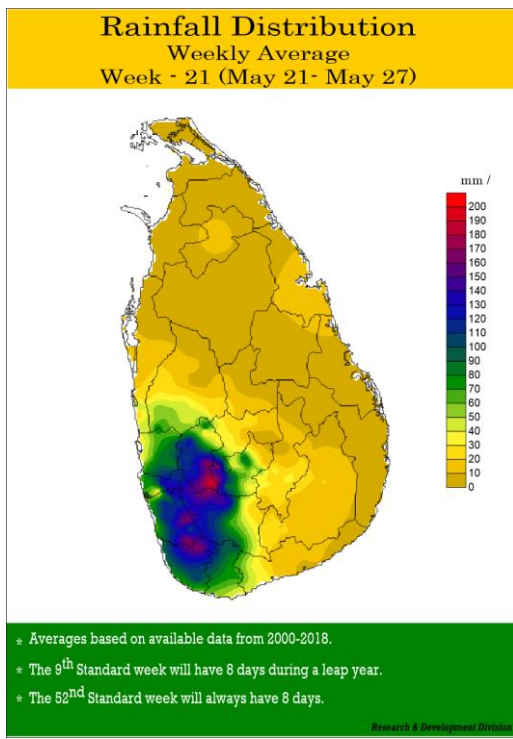 Rainfall Distribution
Weekly Average
Week - 21 (May 21- May 27)
mm /
200
190
180
170
160
150
140
130
120
110
100
90
80
70
60
50
40
30
20
10
0
* Averages based on available data from 2000-2018.
* The 9th Standard week will have 8 days during a leap year.
* The 52nd Standard week will always have 8 days.
Research & Development Division